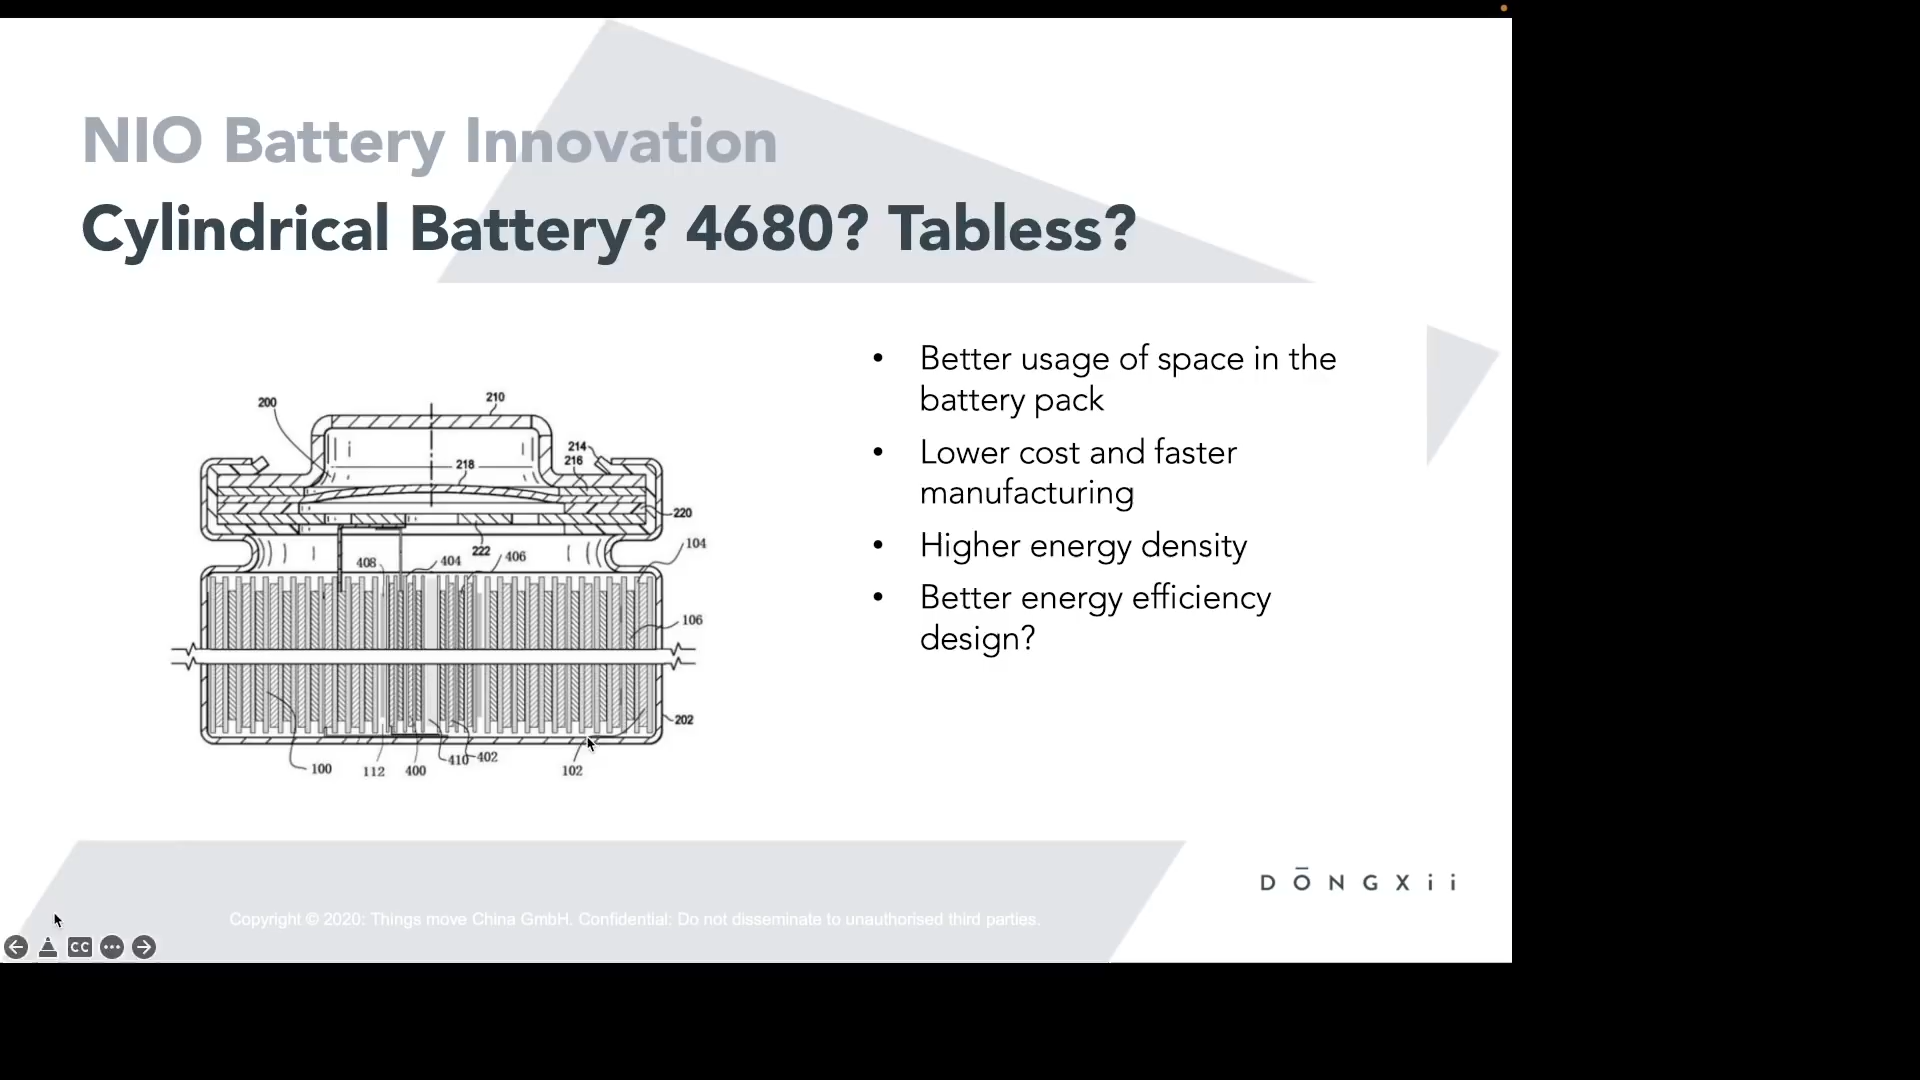 NIO Battery Innovation
Cylindrical Battery? 4680? Tabless?
• Better usage of space in the
battery pack
• Lower cost and faster
manufacturing
• Higher energy density
• Better energy efficiency
design?
200
210
214
216
218
220
222
104
408
404
406
106
202
100
112
400
410
402
102
DŌNGXii
Copyright © 2020: Things move China GmbH. Confidential: Do not disseminate to unauthorised third parties.
CC